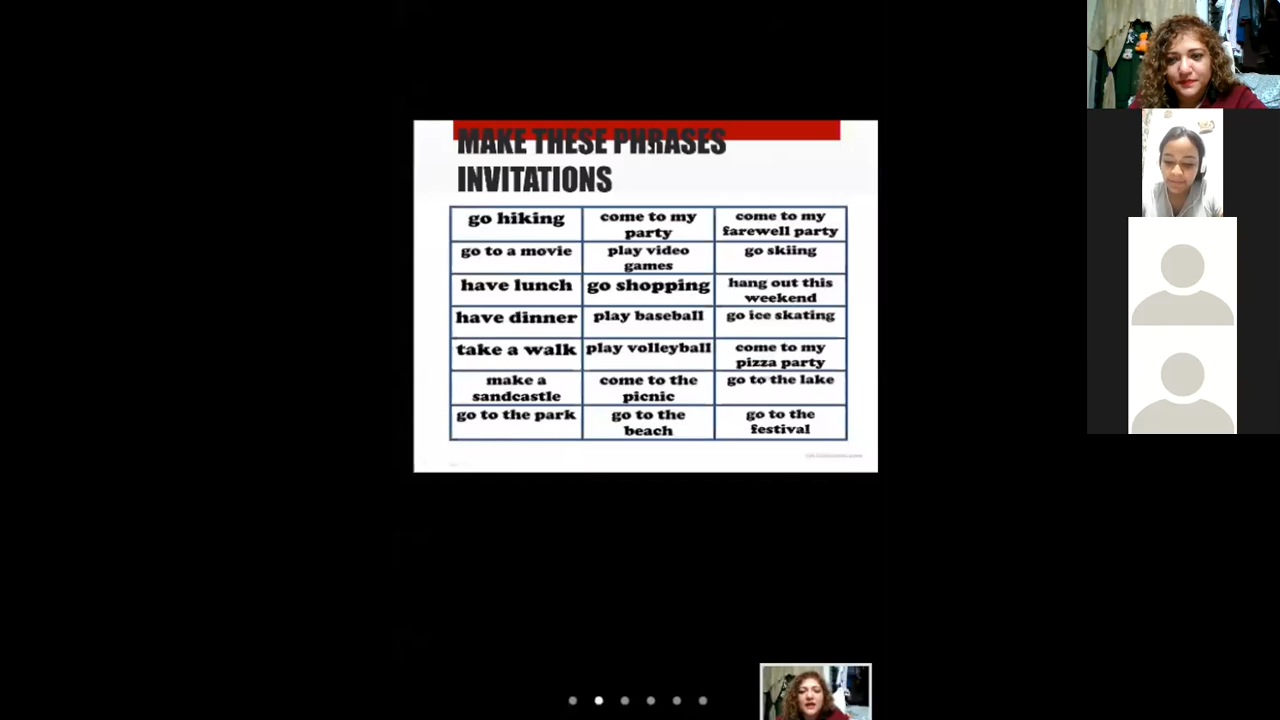 MAKE THESE PHRASES
INVITATIONS
go hiking
come to my
party
come to my
farewell party
go to a movie
play video
games
go skiing
have lunch
go shopping
hang out this
weekend
have dinner
play baseball
go ice skating
take a walk
play volleyball
come to my
pizza party
make a
sandcastle
come to the
picnic
go to the lake
go to the park
go to the
beach
go to the
festival